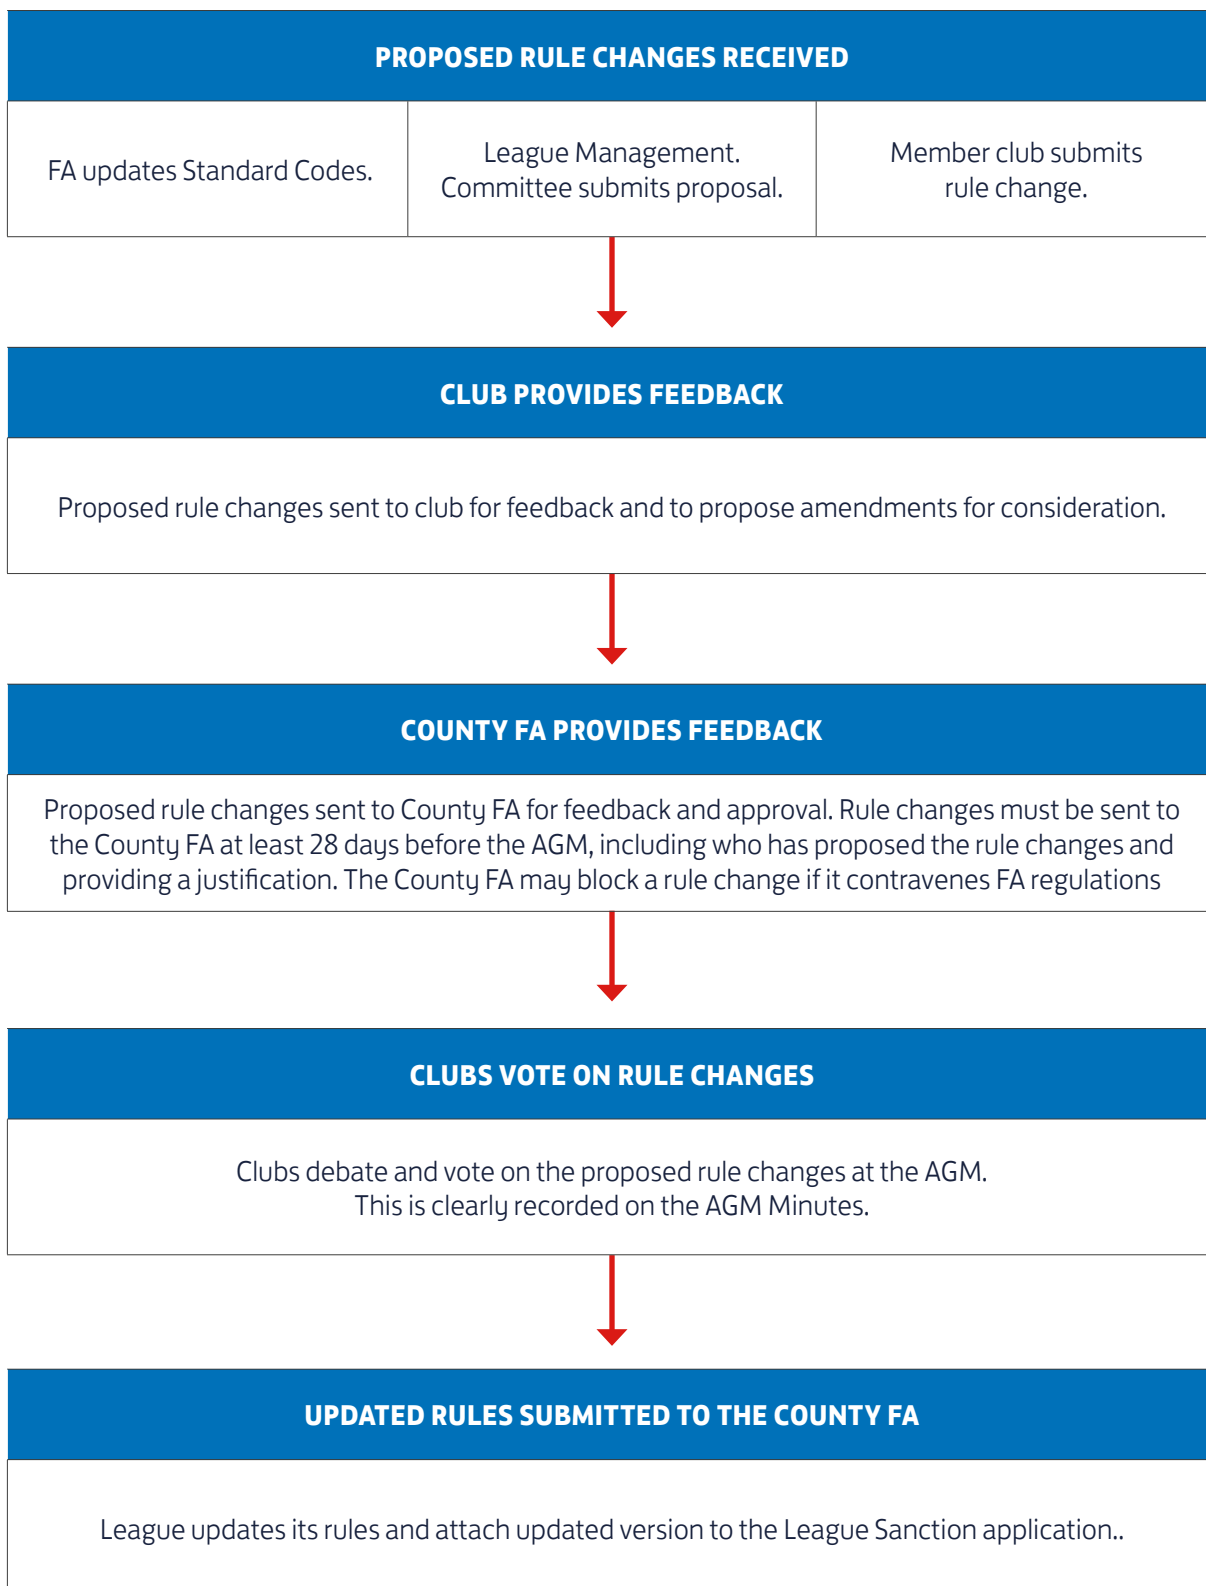 PROPOSED RULE CHANGES RECEIVED
FA updates Standard Codes.
League Management.
Committee submits proposal.
Member club submits
rule change.
CLUB PROVIDES FEEDBACK
Proposed rule changes sent to club for feedback and to propose amendments for consideration.
COUNTY FA PROVIDES FEEDBACK
Proposed rule changes sent to County FA for feedback and approval. Rule changes must be sent to
the County FA at least 28 days before the AGM, including who has proposed the rule changes and
providing a justification. The County FA may block a rule change if it contravenes FA regulations
CLUBS VOTE ON RULE CHANGES
Clubs debate and vote on the proposed rule changes at the AGM.
This is clearly recorded on the AGM Minutes.
UPDATED RULES SUBMITTED TO THE COUNTY FA
League updates its rules and attach updated version to the League Sanction application..